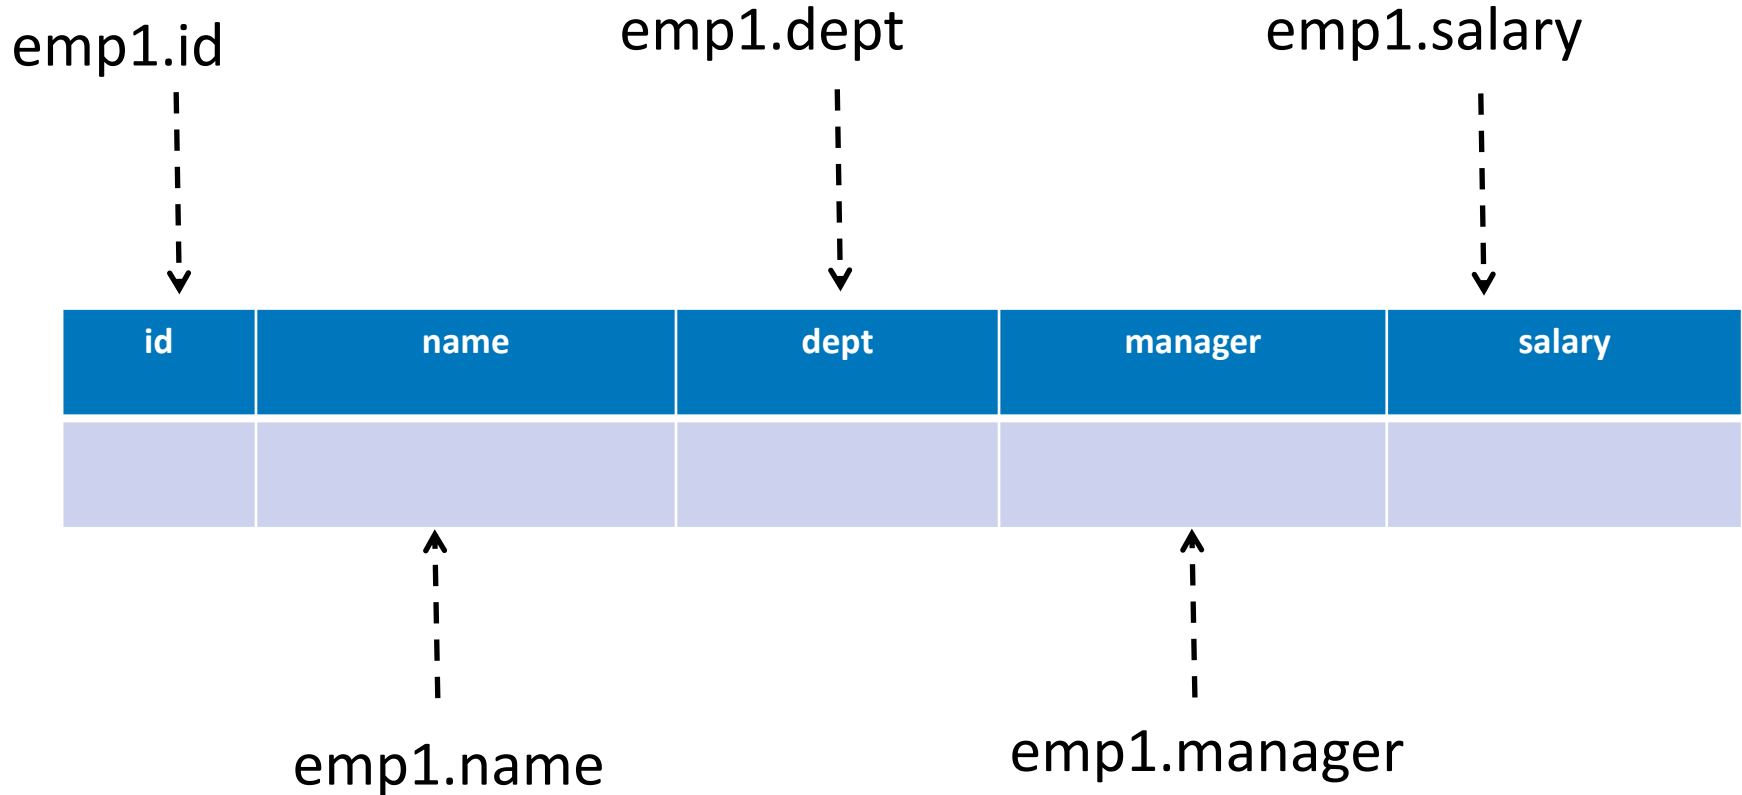 emp1.id
emp1.dept
emp1.salary
id name dept manager salary
emp1.name
emp1.manager